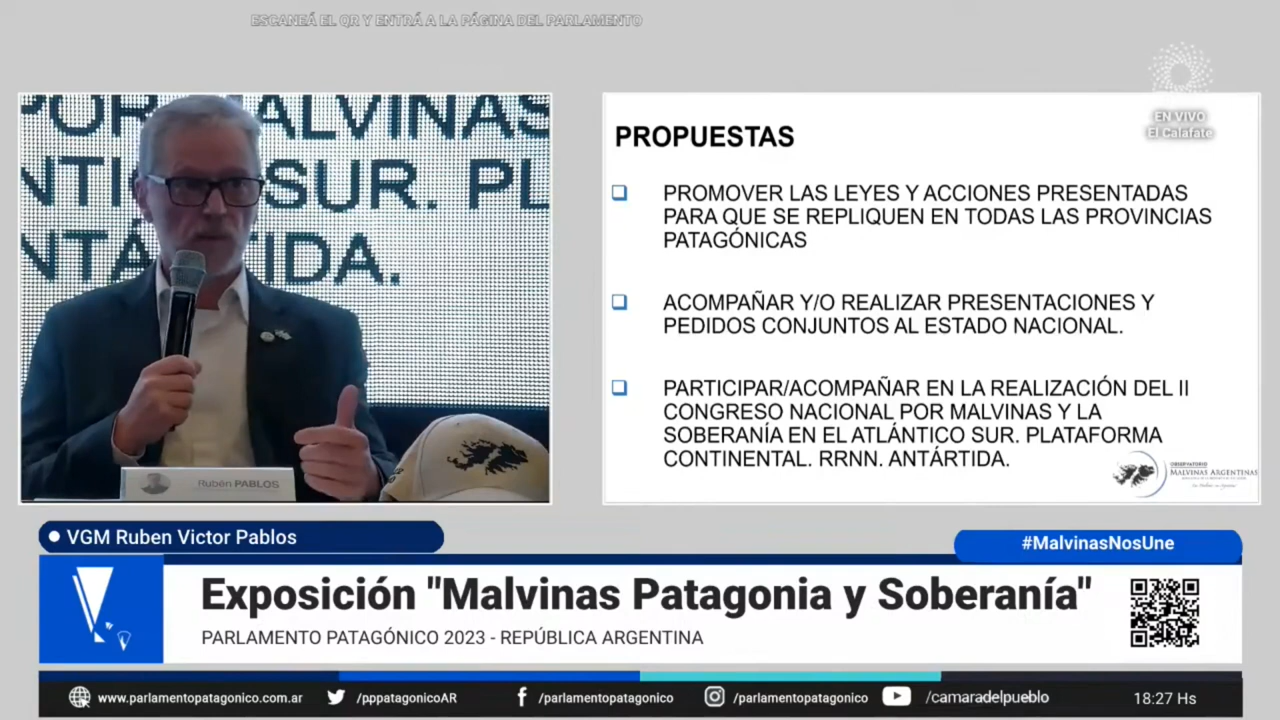 ESCANEÁ EL QR Y ENTRÁ A LA PÁGINA DEL PARLAMENTO
POR MALVINAS
SUR. PL
NTÁRTIDA.
Rubén PABLOS
EN VIVO
El Calafate
PROPUESTAS
PROMOVER LAS LEYES Y ACCIONES PRESENTADAS
PARA QUE SE REPLIQUEN EN TODAS LAS PROVINCIAS
PATAGÓNICAS
ACOMPAÑAR Y/O REALIZAR PRESENTACIONES Y
PEDIDOS CONJUNTOS AL ESTADO NACIONAL.
PARTICIPAR/ACOMPAÑAR EN LA REALIZACIÓN DEL II
CONGRESO NACIONAL POR MALVINAS Y LA
SOBERANÍA EN EL ATLÁNTICO SUR. PLATAFORMA
CONTINENTAL. RRNN. ANTÁRTIDA.
OBSERVATORIO
MALVINAS ARGENTINAS
VGM Ruben Victor Pablos
#MalvinasNosUne
Exposición "Malvinas Patagonia y Soberanía"
PARLAMENTO PATAGÓNICO 2023 - REPÚBLICA ARGENTINA
www.parlamentopatagonico.com.ar /pppatagonicoAR /parlamentopatagonico /parlamentopatagonico /camaradelpueblo 18:27 Hs